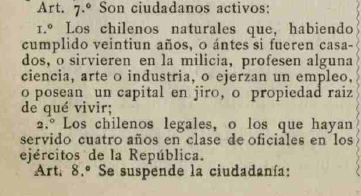 Art. 7.º Son ciudadanos activos:
1.º Los chilenos naturales que, habiendo
cumplido veintiun años, o ántes si fueren casa-
dos, o sirvieren en la milicia, profesen alguna
ciencia, arte o industria, o ejerzan un empleo,
o posean un capital en jiro, o propiedad raiz
de qué vivir;
2.º Los chilenos legales, o los que hayan
servido cuatro años en clase de oficiales en los
ejércitos de la República.
Art. 8.º Se suspende la ciudadanía: